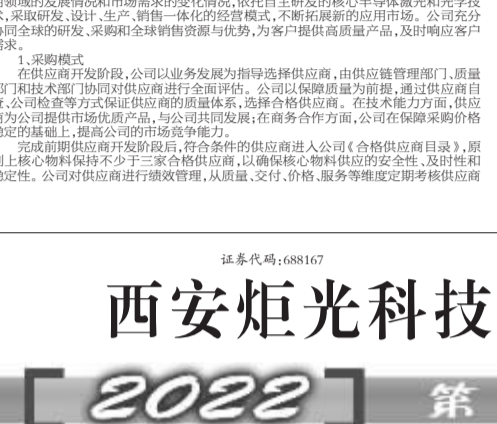 领域的发展情况和市场需求的变化情况,依托自主研发的核心半导体激光和光学技
术,采取研发、设计、生产、销售一体化的经营模式,不断拓展新的应用市场。公司充分
协同全球的研发、采购和全球销售资源与优势,为客户提供高质量产品,及时响应客户
需求。
1、采购模式
在供应商开发阶段,公司以业务发展为指导选择供应商,由供应链管理部门、质量
部门和技术部门协同对供应商进行全面评估。公司以保障质量为前提,通过供应商自
查、公司检查等方式保证供应商的质量体系,选择合格供应商。在技术能力方面,供应
商为公司提供市场优质产品,与公司共同发展;在商务合作方面,公司在保障采购价格
稳定的基础上,提高公司的市场竞争能力。
完成前期供应商开发阶段后,符合条件的供应商进入公司《合格供应商目录》,原
则上核心物料保持不少于三家合格供应商,以确保核心物料供应的安全性、及时性和
稳定性。公司对供应商进行绩效管理,从质量、交付、价格、服务等维度定期考核供应商
证券代码:688167
西安炬光科技
2022 第